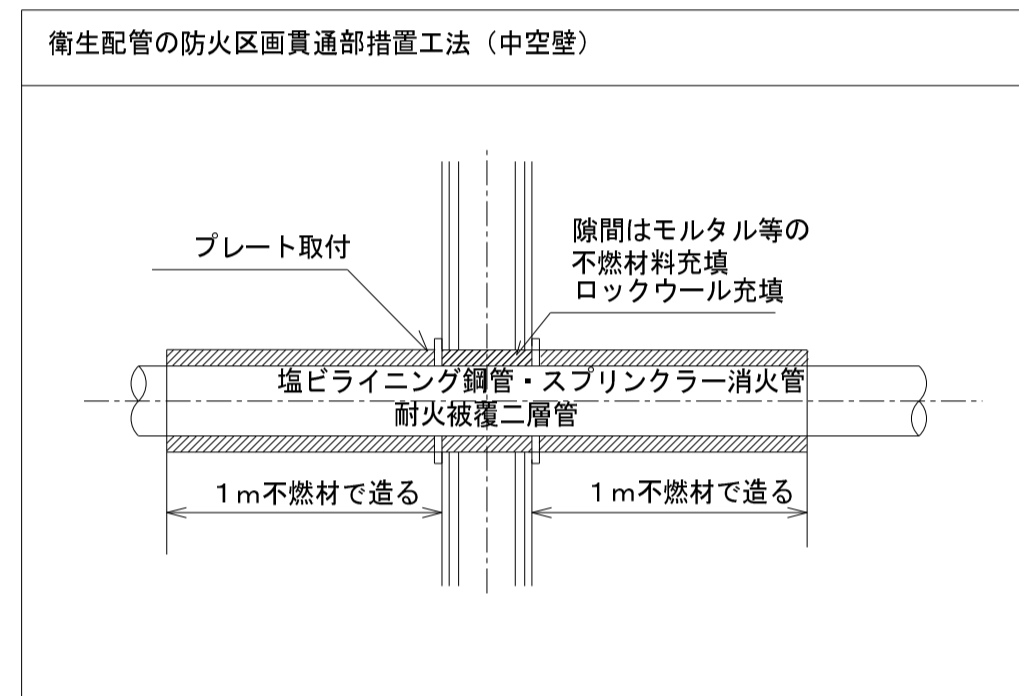 衛生配管の防火区画貫通部措置工法（中空壁）
プレート取付
隙間はモルタル等の
不燃材料充填
ロックウール充填
塩ビライニング鋼管・スプリンクラー消火管
耐火被覆二層管
１ｍ不燃材で造る
１ｍ不燃材で造る